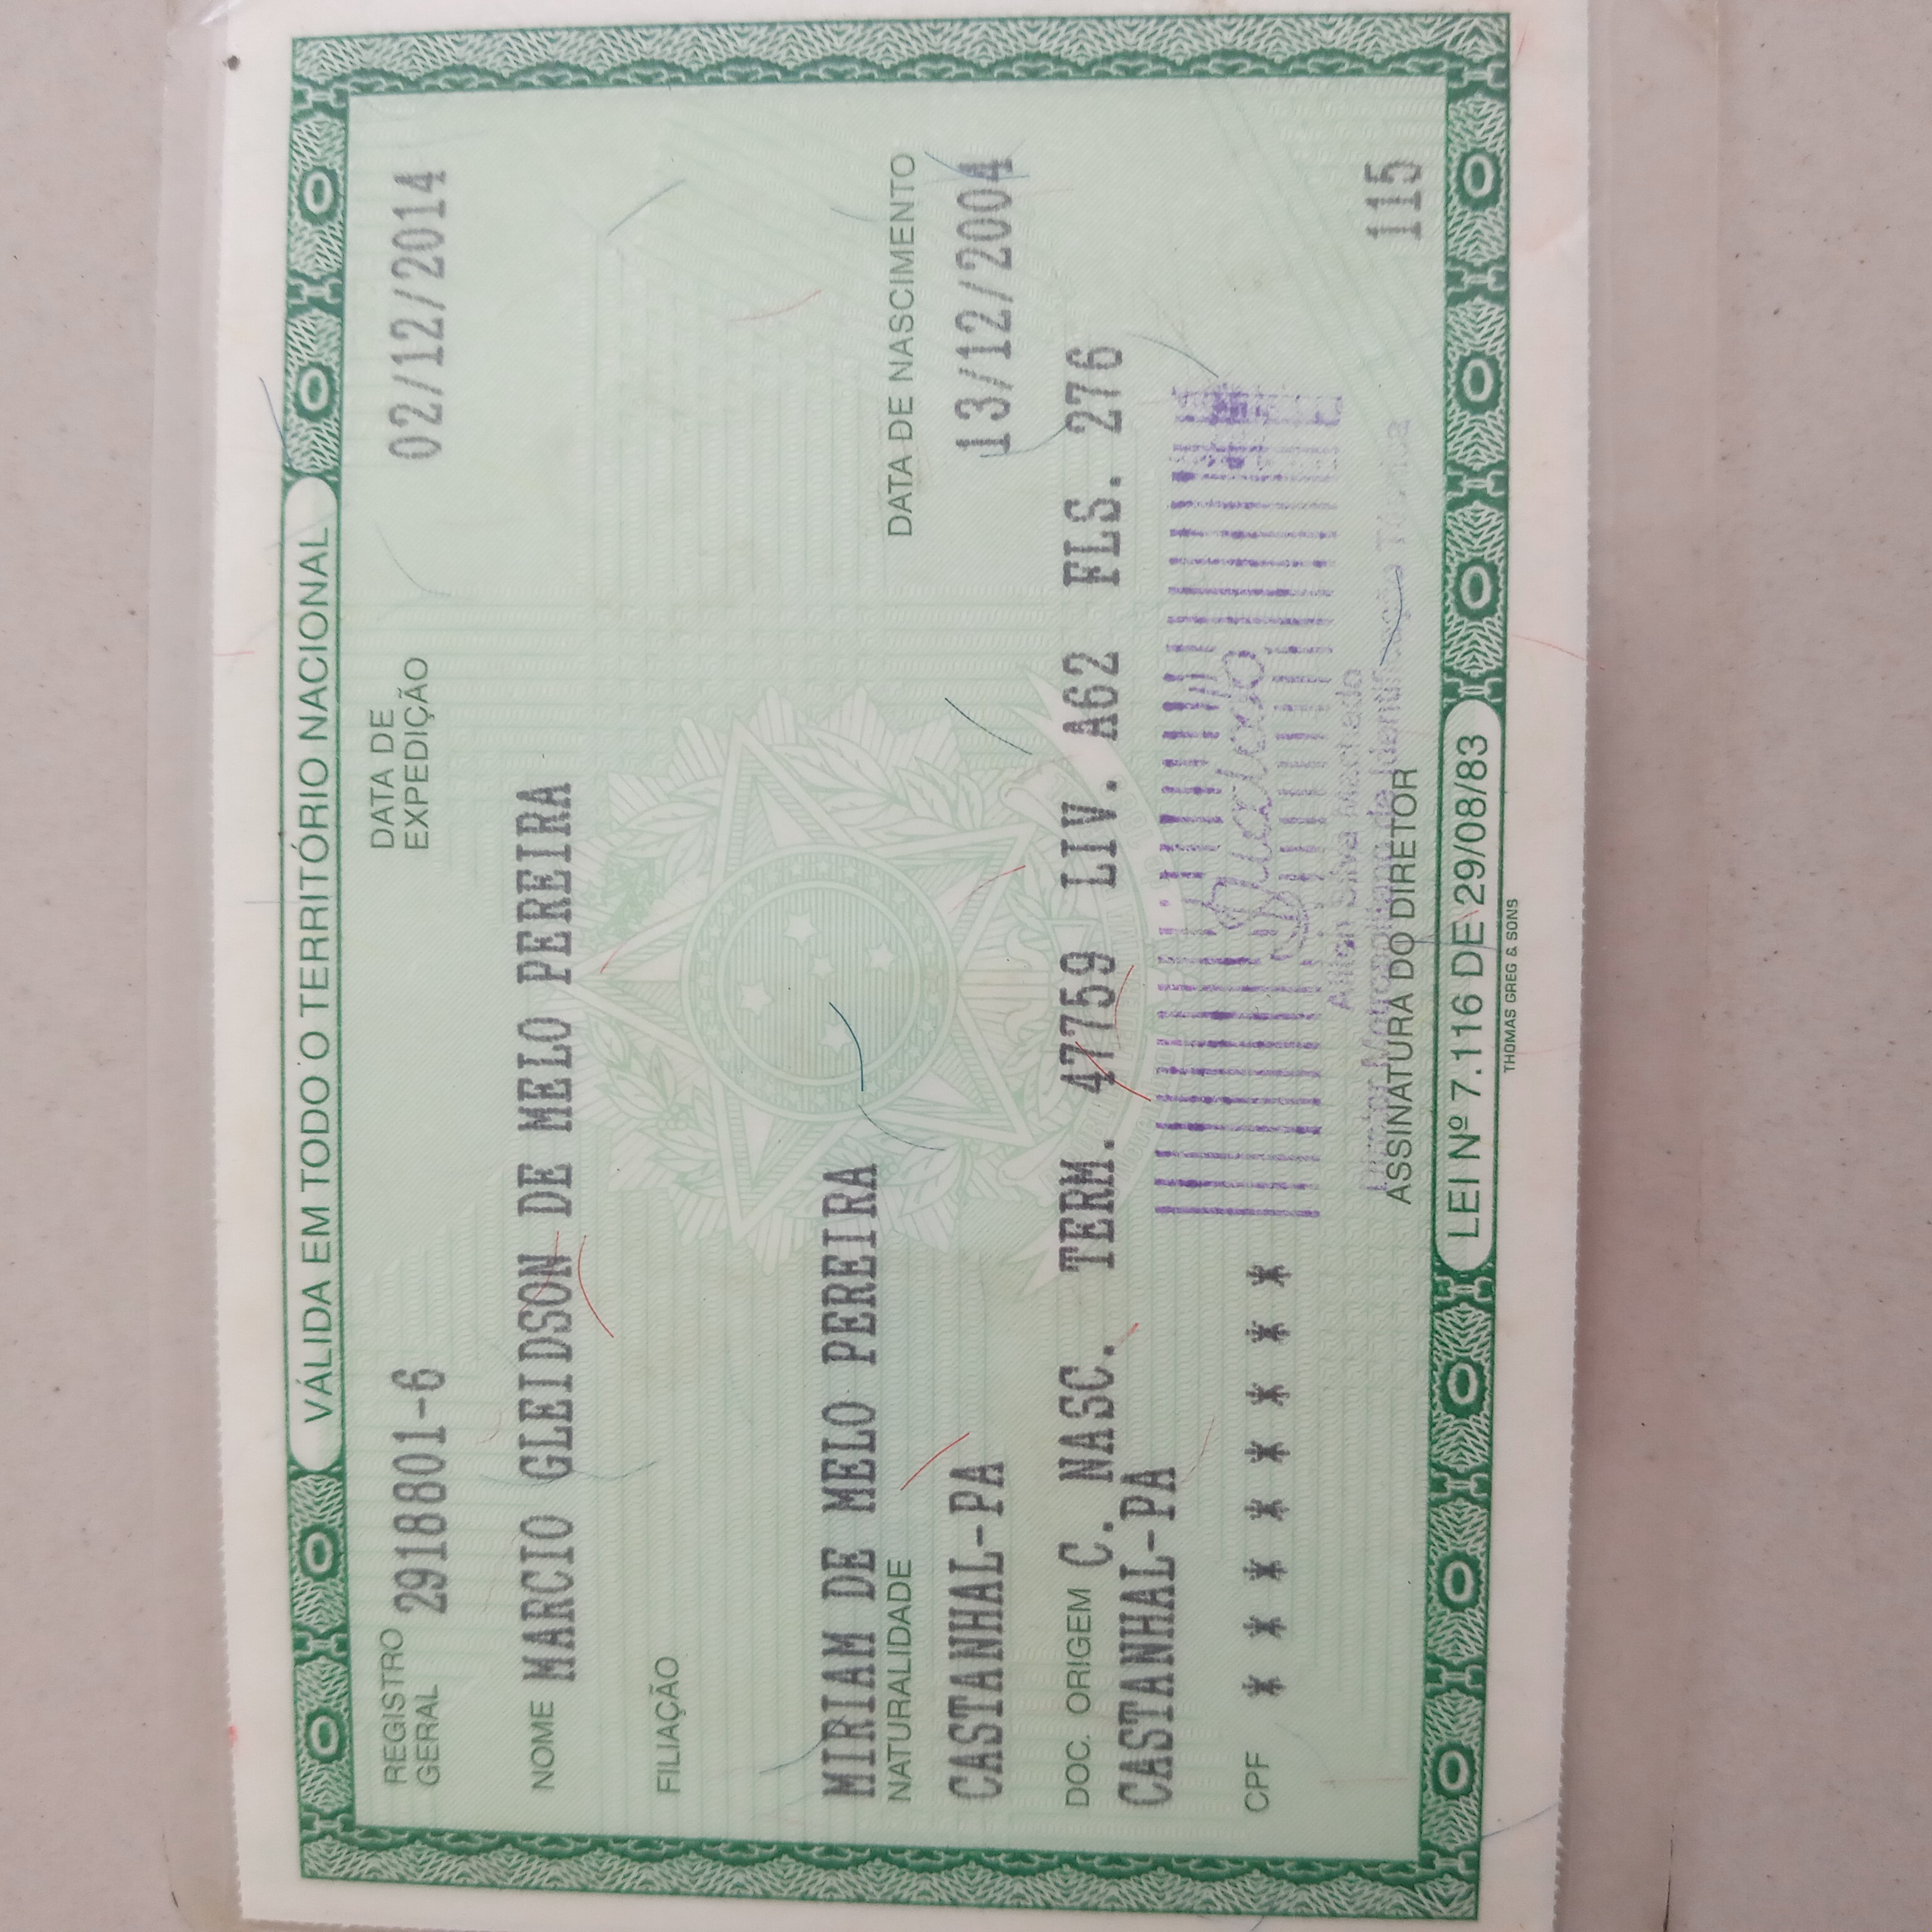 VÁLIDA EM TODO O TERRITÓRIO NACIONAL
REGISTRO GERAL 2918801-6 DATA DE EXPEDIÇÃO 02/12/2014
NOME MARCIO GLEIDSON DE MELO PEREIRA
FILIAÇÃO
MIRIAM DE MELO PEREIRA
NATURALIDADE DATA DE NASCIMENTO
CASTANHAL-PA 13/12/2004
DOC. ORIGEM C. NASC. TERM. 47759 LIV. A62 FLS. 276
CASTANHAL-PA
CPF * * * * * * * *
Silva Machado
ASSINATURA DO DIRETOR 115
LEI Nº 7.116 DE 29/08/83
THOMAS GREG & SONS